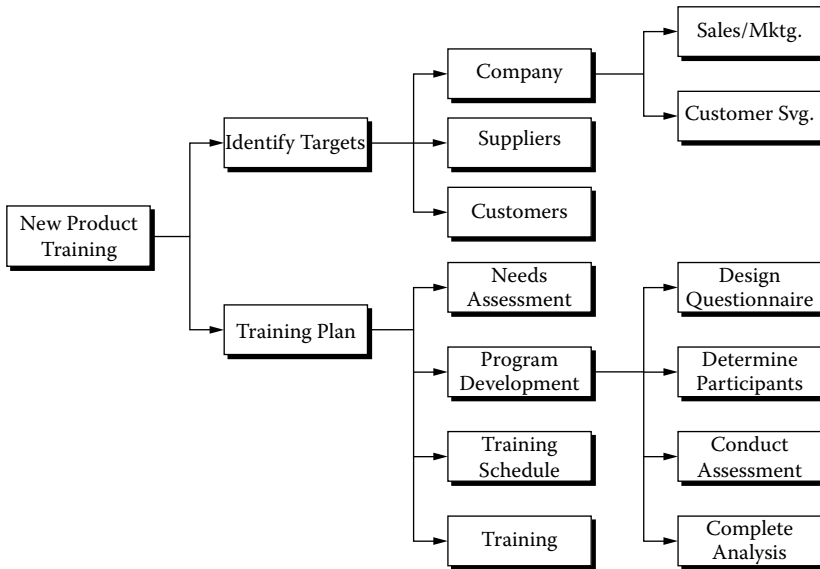 New Product
Training
Identify Targets
Training Plan
Company
Suppliers
Customers
Needs
Assessment
Program
Development
Training
Schedule
Training
Sales/Mktg.
Customer Svg.
Design
Questionnaire
Determine
Participants
Conduct
Assessment
Complete
Analysis